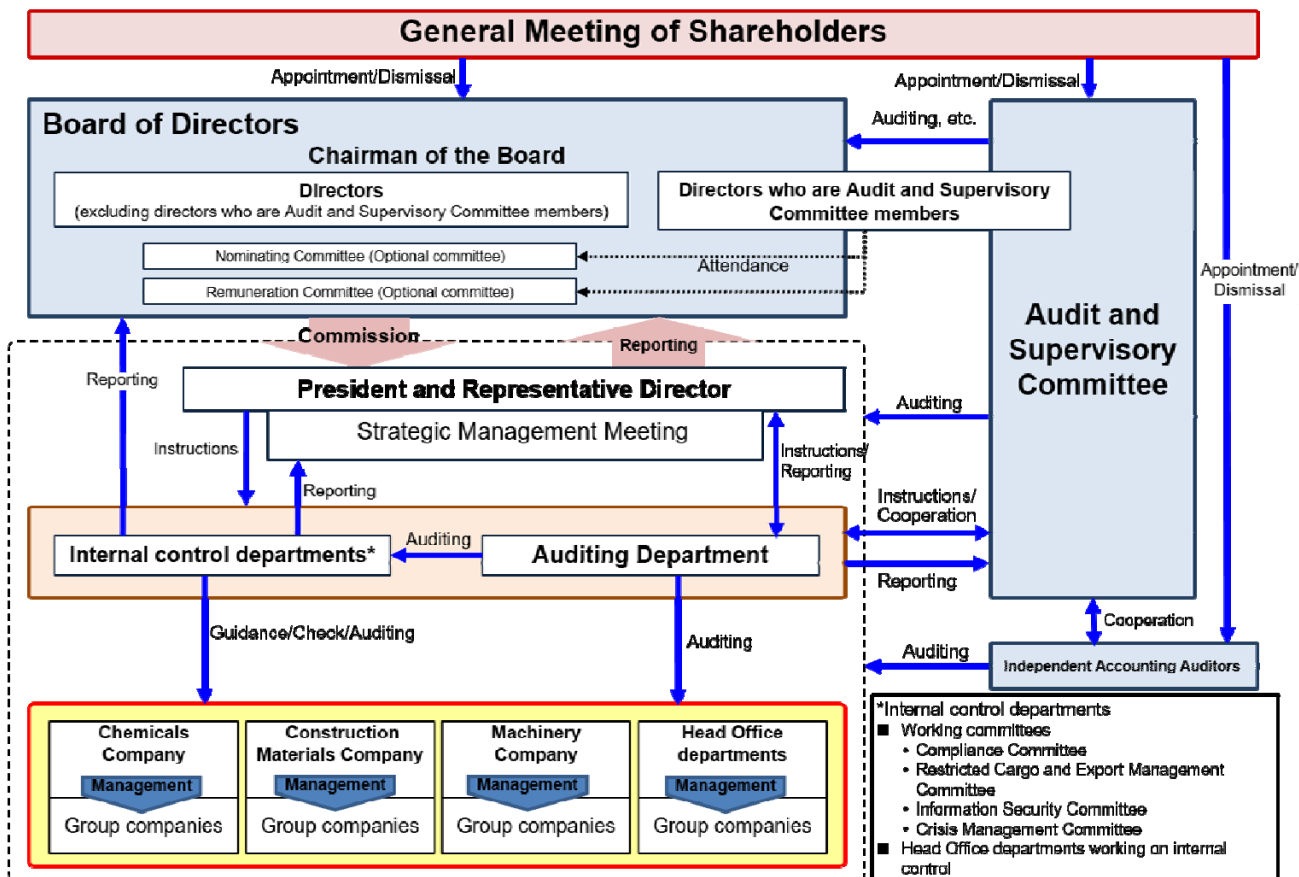 General Meeting of Shareholders
Appointment/Dismissal
Appointment/Dismissal
Board of Directors
Auditing, etc.
Chairman of the Board
Directors
(excluding directors who are Audit and Supervisory Committee members)
Directors who are Audit and Supervisory
Committee members
Nominating Committee (Optional committee)
Attendance
Remuneration Committee (Optional committee)
Appointment/
Dismissal
Audit and
Supervisory
Committee
Commission
Reporting
Reporting
President and Representative Director
Auditing
Strategic Management Meeting
Instructions
Instructions/
Reporting
Reporting
Instructions/
Cooperation
Internal control departments*
Auditing
Auditing Department
Reporting
Guidance/Check/Auditing
Auditing
Cooperation
Auditing
Independent Accounting Auditors
Chemicals
Company
Management
Group companies
Construction
Materials Company
Management
Group companies
Machinery
Company
Management
Group companies
Head Office
departments
Management
Group companies
*Internal control departments
■ Working committees
• Compliance Committee
• Restricted Cargo and Export Management
Committee
• Information Security Committee
• Crisis Management Committee
■ Head Office departments working on internal
control